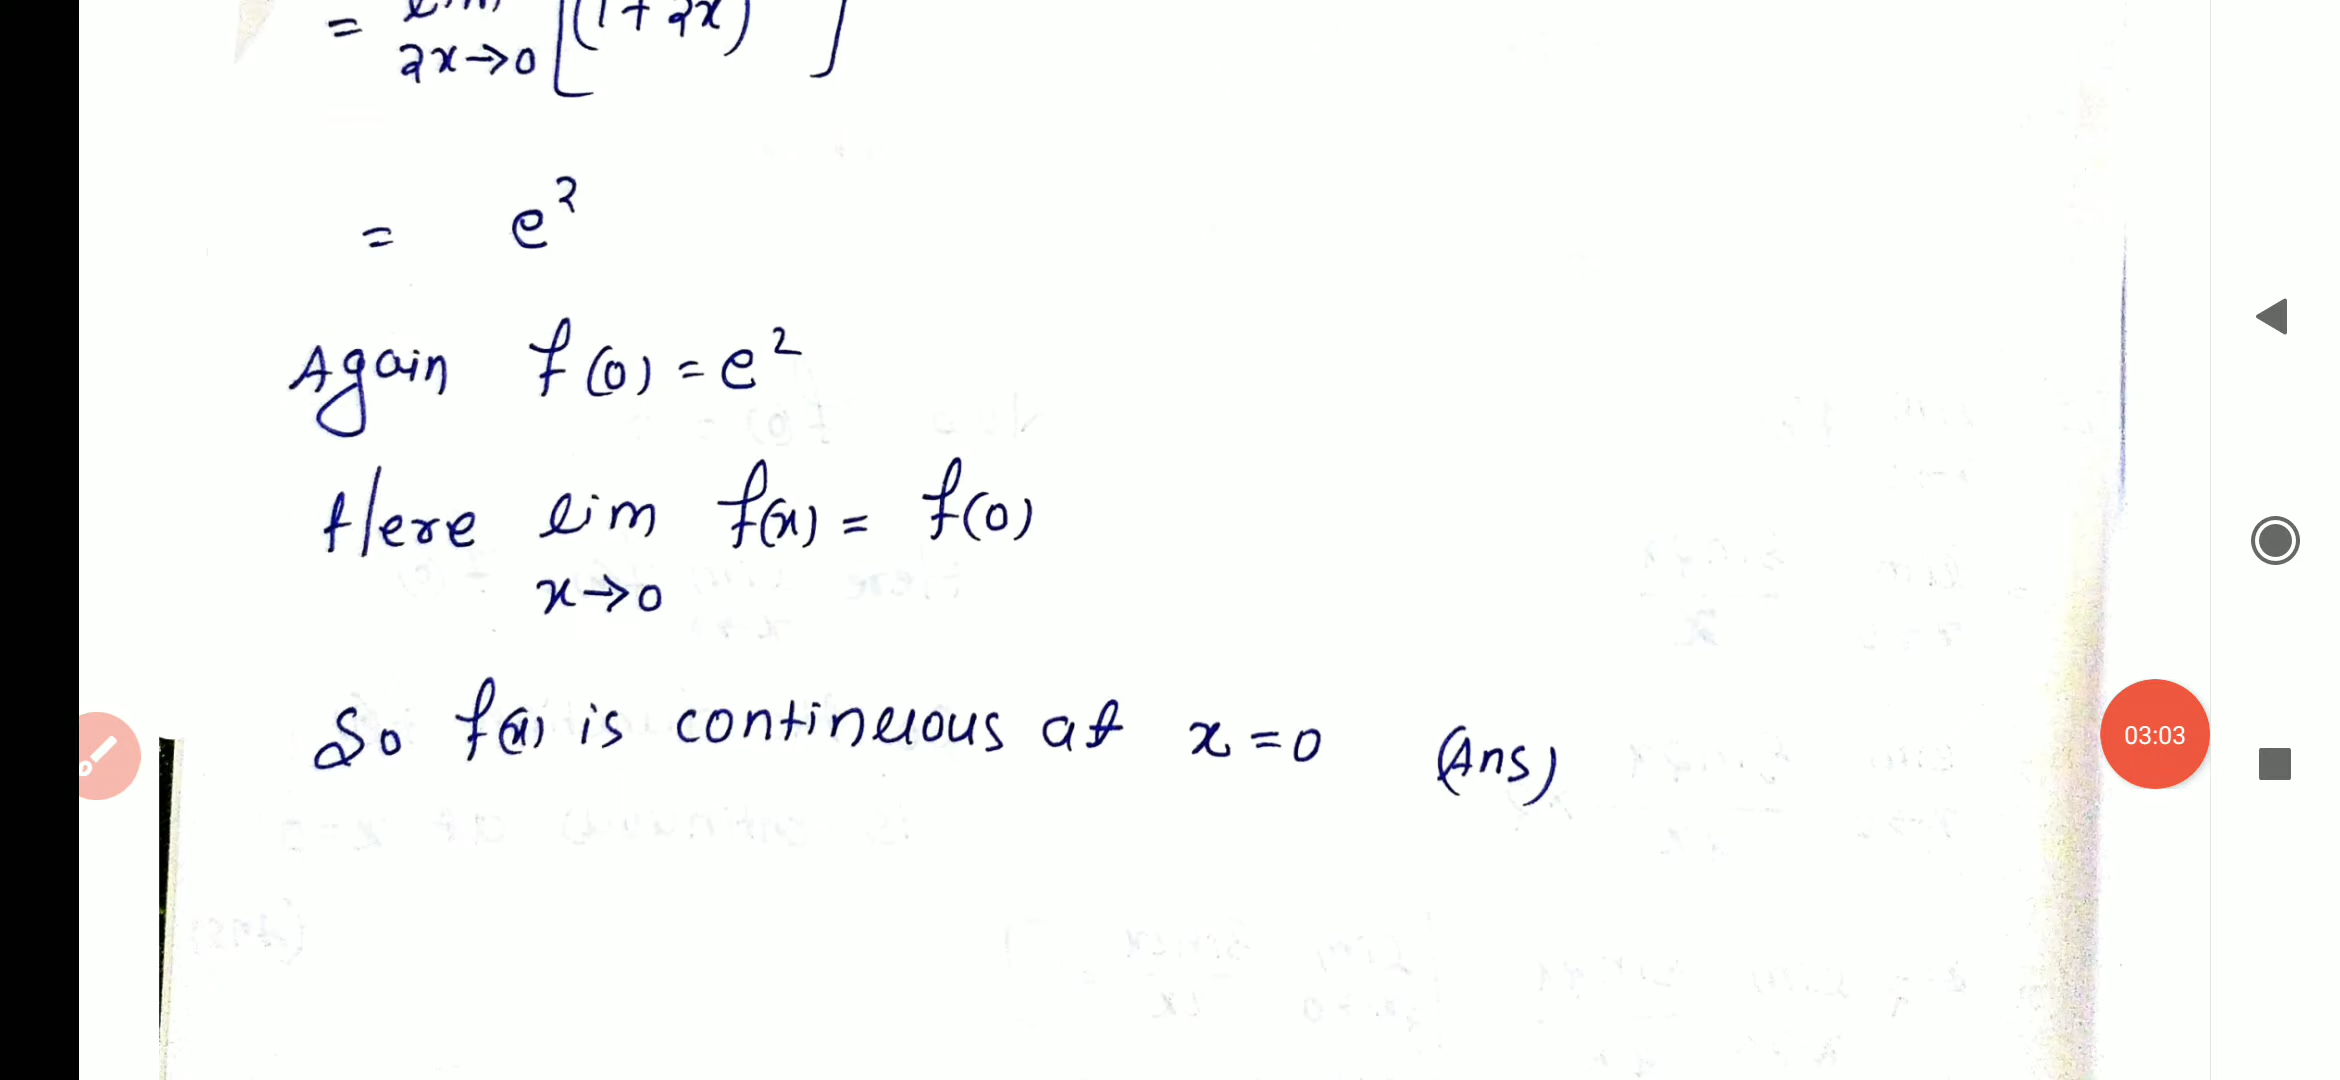 = lim [(1+2x) ]
2x→0
= e²
Again f(0) = e²
Here lim f(x) = f(0)
x→0
So f(x) is continuous at x=0 (Ans)
03:03